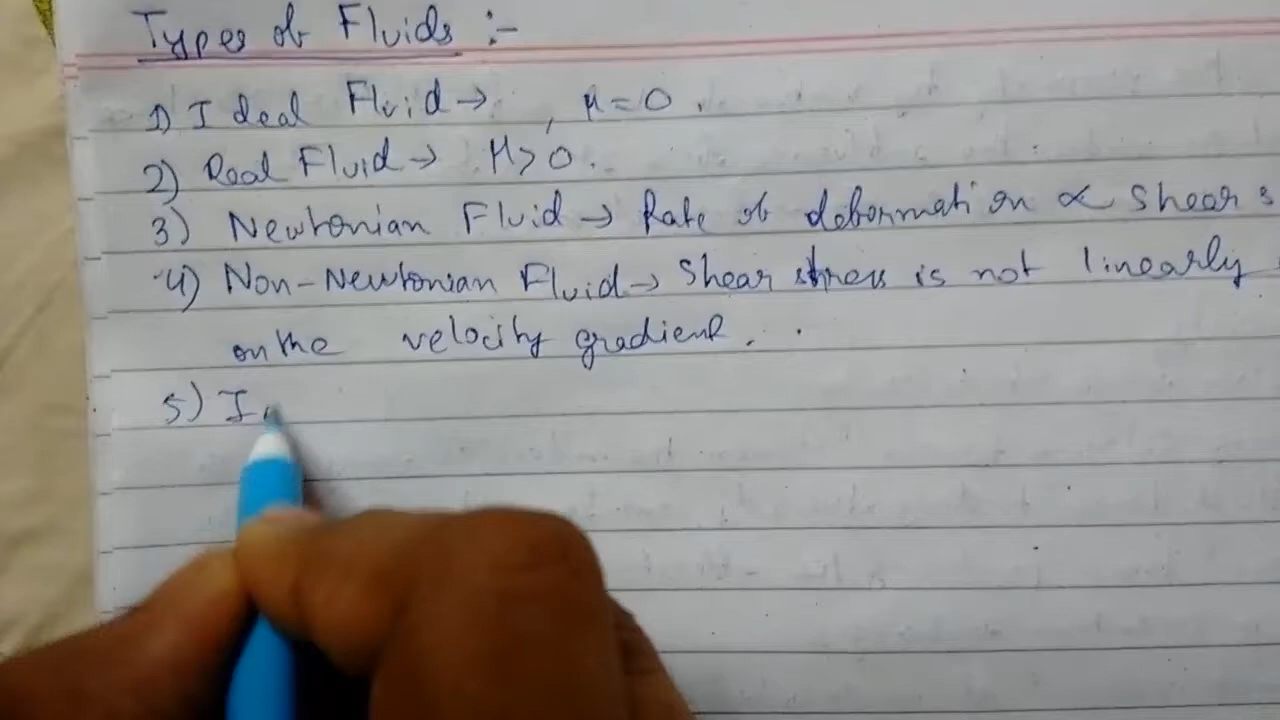 Types of Fluids :-
1) Ideal Fluid → , μ = 0.
2) Real Fluid → μ > 0.
3) Newtonian Fluid → Rate of deformation ∝ shear s
4) Non-Newtonian Fluid → Shear stress is not linearly
on the velocity gradient.
5) I